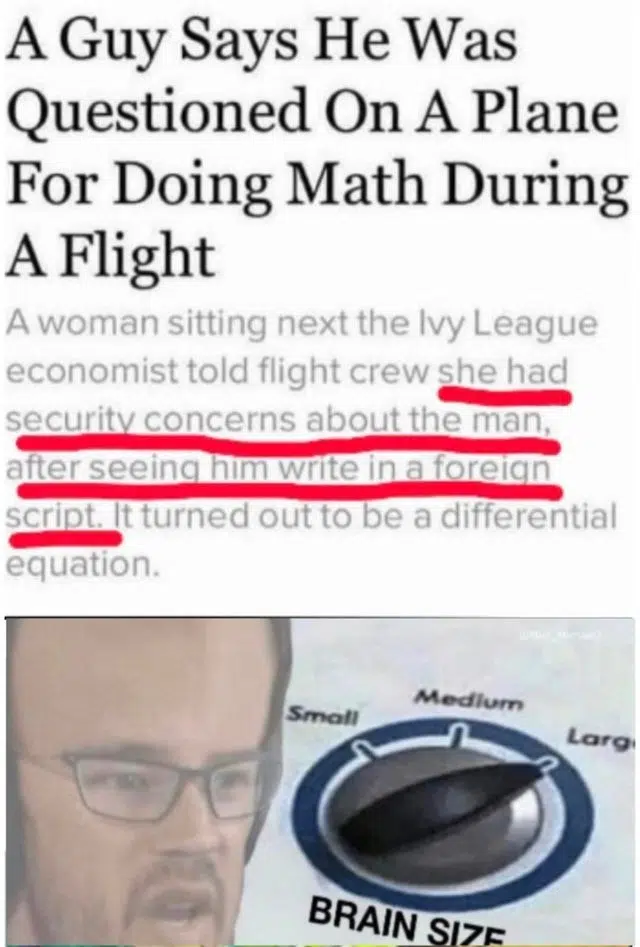 A Guy Says He Was
Questioned On A Plane
For Doing Math During
A Flight
A woman sitting next the Ivy League
economist told flight crew she had
security concerns about the man,
after seeing him write in a foreign
script. It turned out to be a differential
equation.
Small
Medium
Larg
BRAIN SIZE